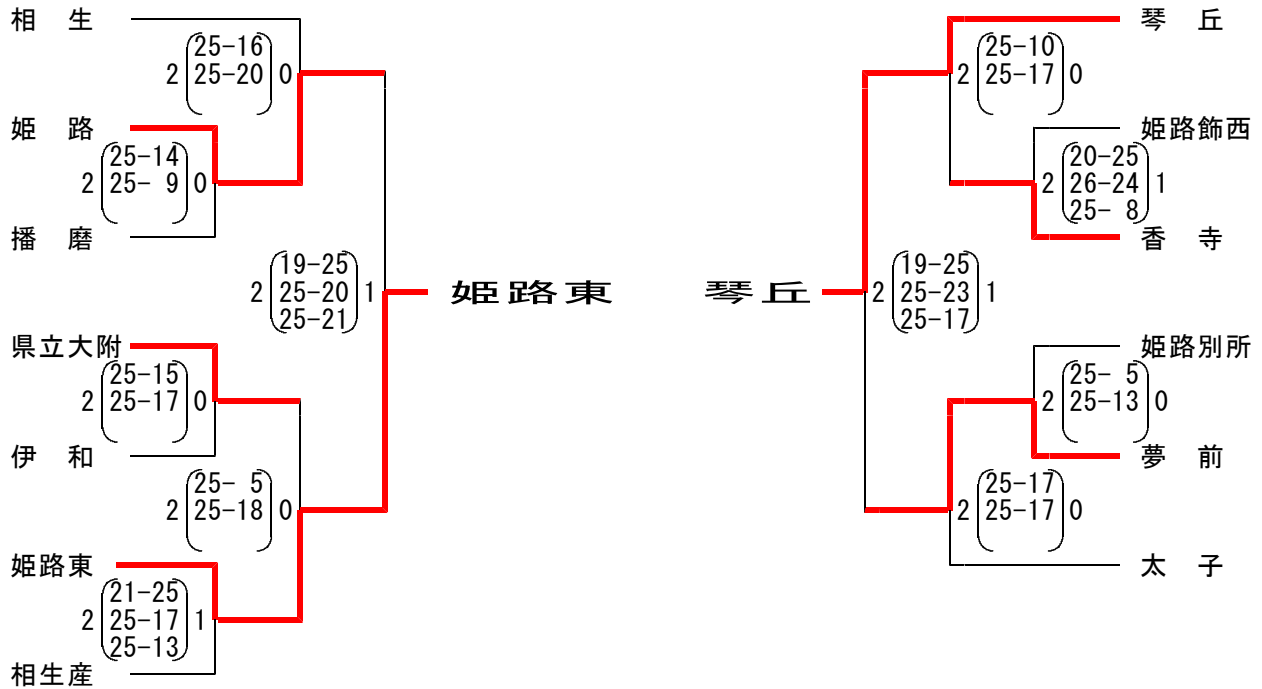 相　生
2 25-16 0
25-20
姫　路
2 25-14 0
25- 9
播　磨
2 19-25 1
25-20
25-21
姫路東
県立大附
2 25-15 0
25-17
伊　和
2 25- 5 0
25-18
姫路東
2 21-25 1
25-17
25-13
相生産
琴　丘
2 25-10 0
25-17
姫路飾西
2 20-25 1
26-24
25- 8
香　寺
琴丘
2 19-25 1
25-23
25-17
姫路別所
2 25- 5 0
25-13
夢　前
2 25-17 0
25-17
太　子